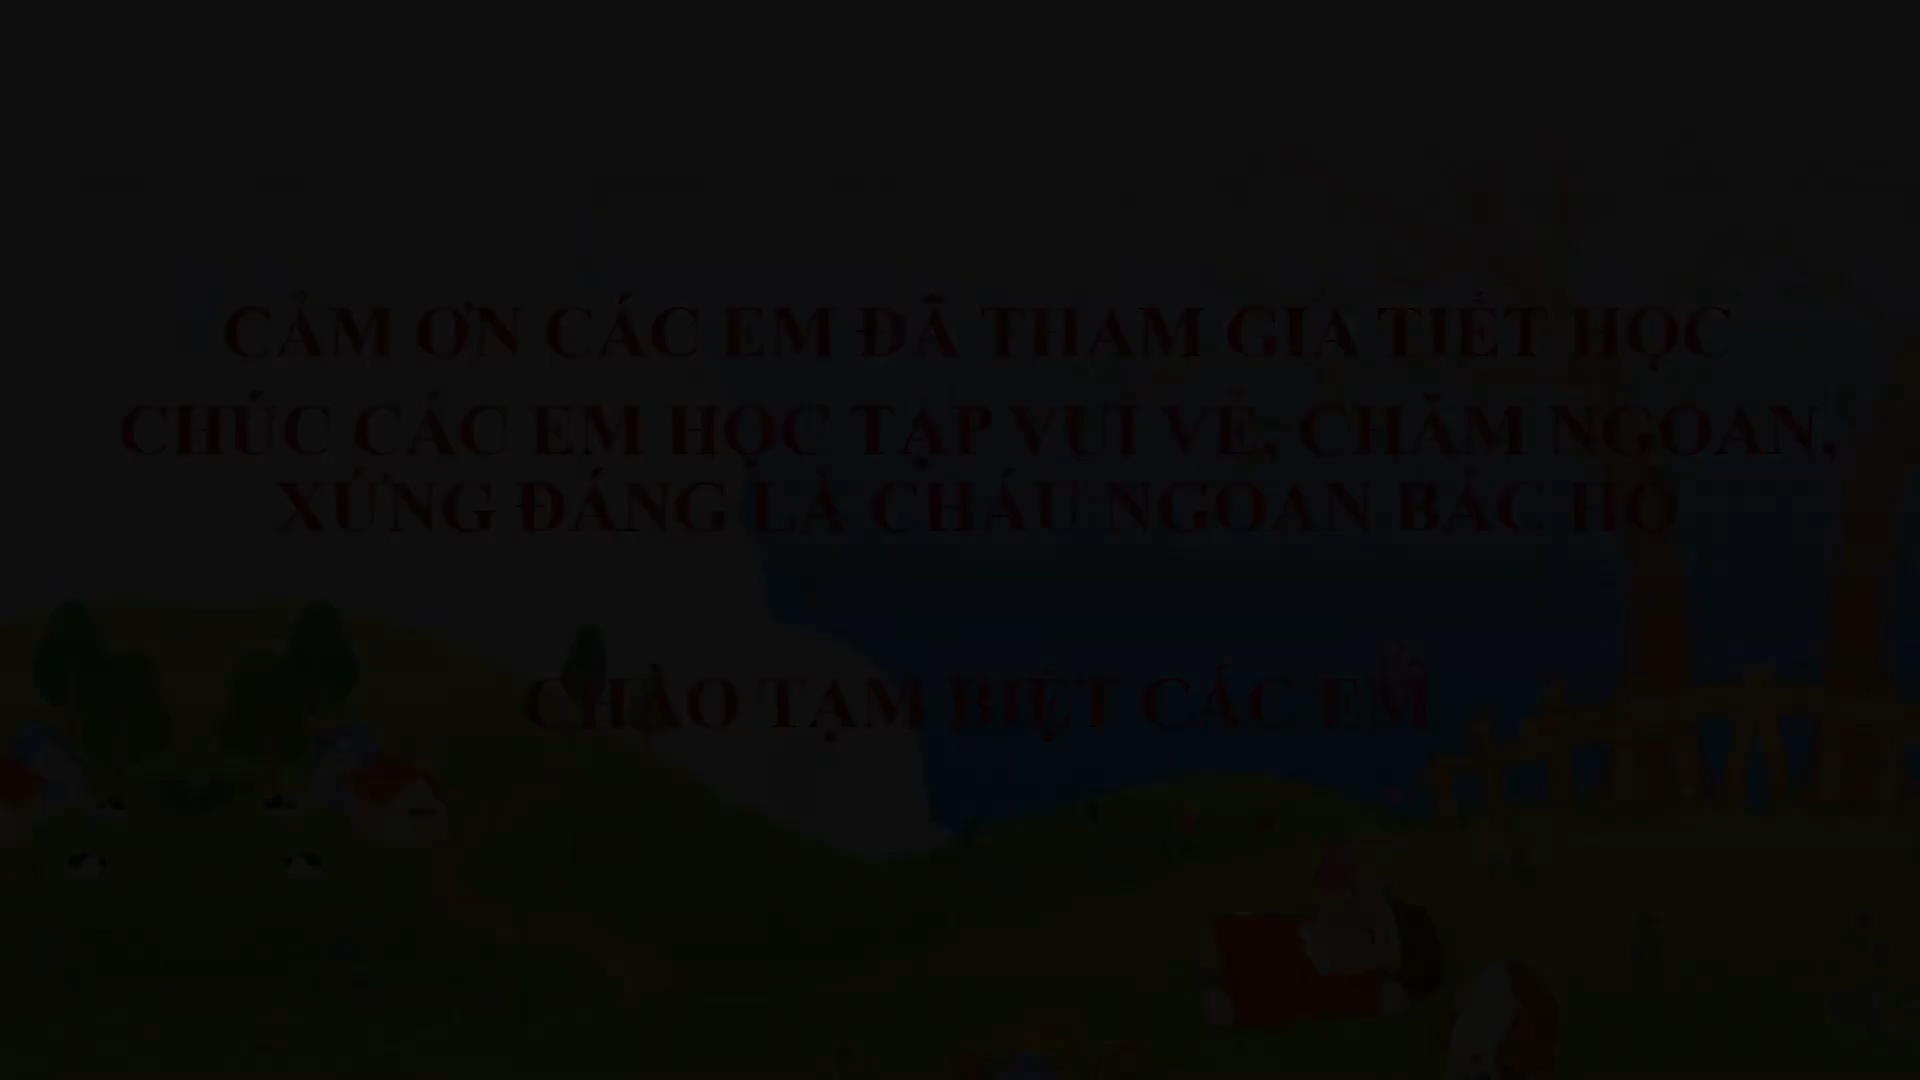 CẢM ƠN CÁC EM ĐÃ THAM GIA TIẾT HỌC
CHÚC CÁC EM HỌC TẬP VUI VẺ, CHĂM NGOAN,
XỨNG ĐÁNG LÀ CHÁU NGOAN BÁC HỒ
CHÀO TẠM BIỆT CÁC EM